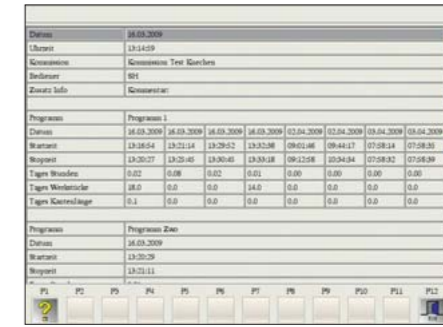 Datum 16.03.2009
Uhrzeit 13:14:59
Kommission Kommission Test Knechen
Bediener SH
Zusatz Info Kommentar:
Programm Programm 1
Datum 16.03.2009 16.03.2009 16.03.2009 16.03.2009 02.04.2009 02.04.2009 03.04.2009 03.04.2009
Startzeit 13:16:54 13:21:14 13:29:52 13:32:38 09:01:46 09:44:17 07:58:14 07:58:35
Stopzeit 13:20:27 13:25:45 13:30:45 13:33:18 09:12:58 10:34:34 07:58:32 07:58:39
Tages Stunden 0.02 0.08 0.02 0.01 0.00 0.00 0.00 0.00
Tages Werkstücke 18.0 0.0 0.0 14.0 0.0 0.0 0.0 0.0
Tages Kantenlänge 0.1 0.0 0.0 0.0 0.0 0.0 0.0 0.0
Programm Programm Zwo
Datum 16.03.2009
Startzeit 13:20:29
Stopzeit 13:21:11
F1 F2 F3 F4 F5 F6 F7 F8 F9 F10 F11 F12